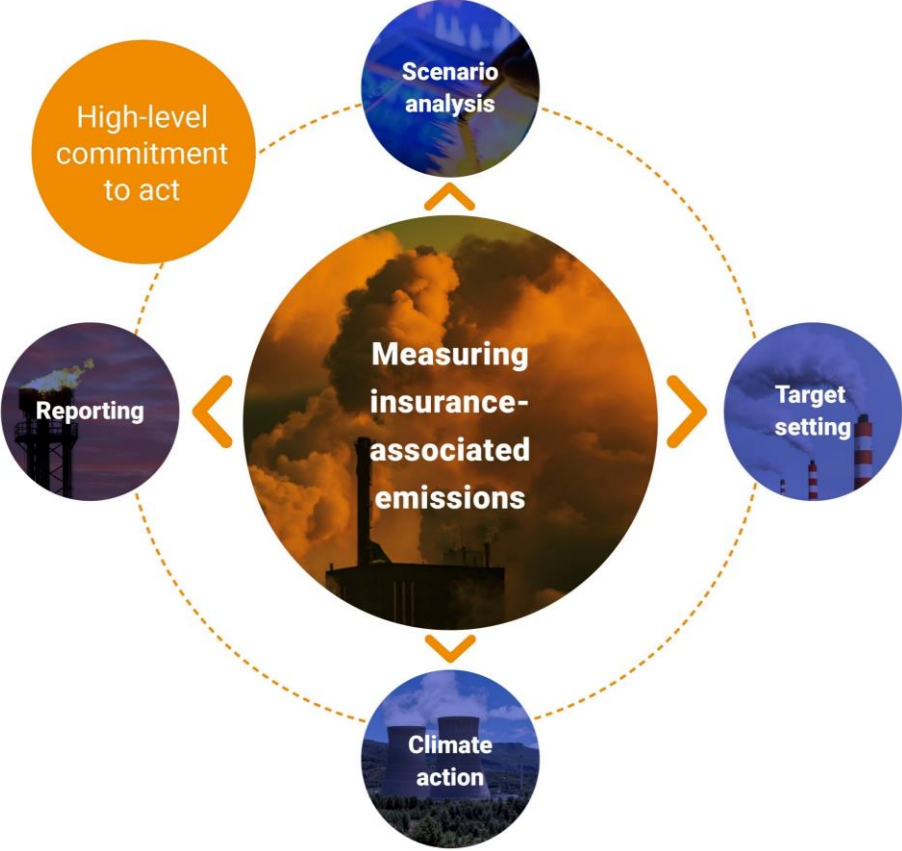 High-level
commitment
to act
Scenario
analysis
Measuring
insurance-
associated
emissions
Reporting
Target
setting
Climate
action